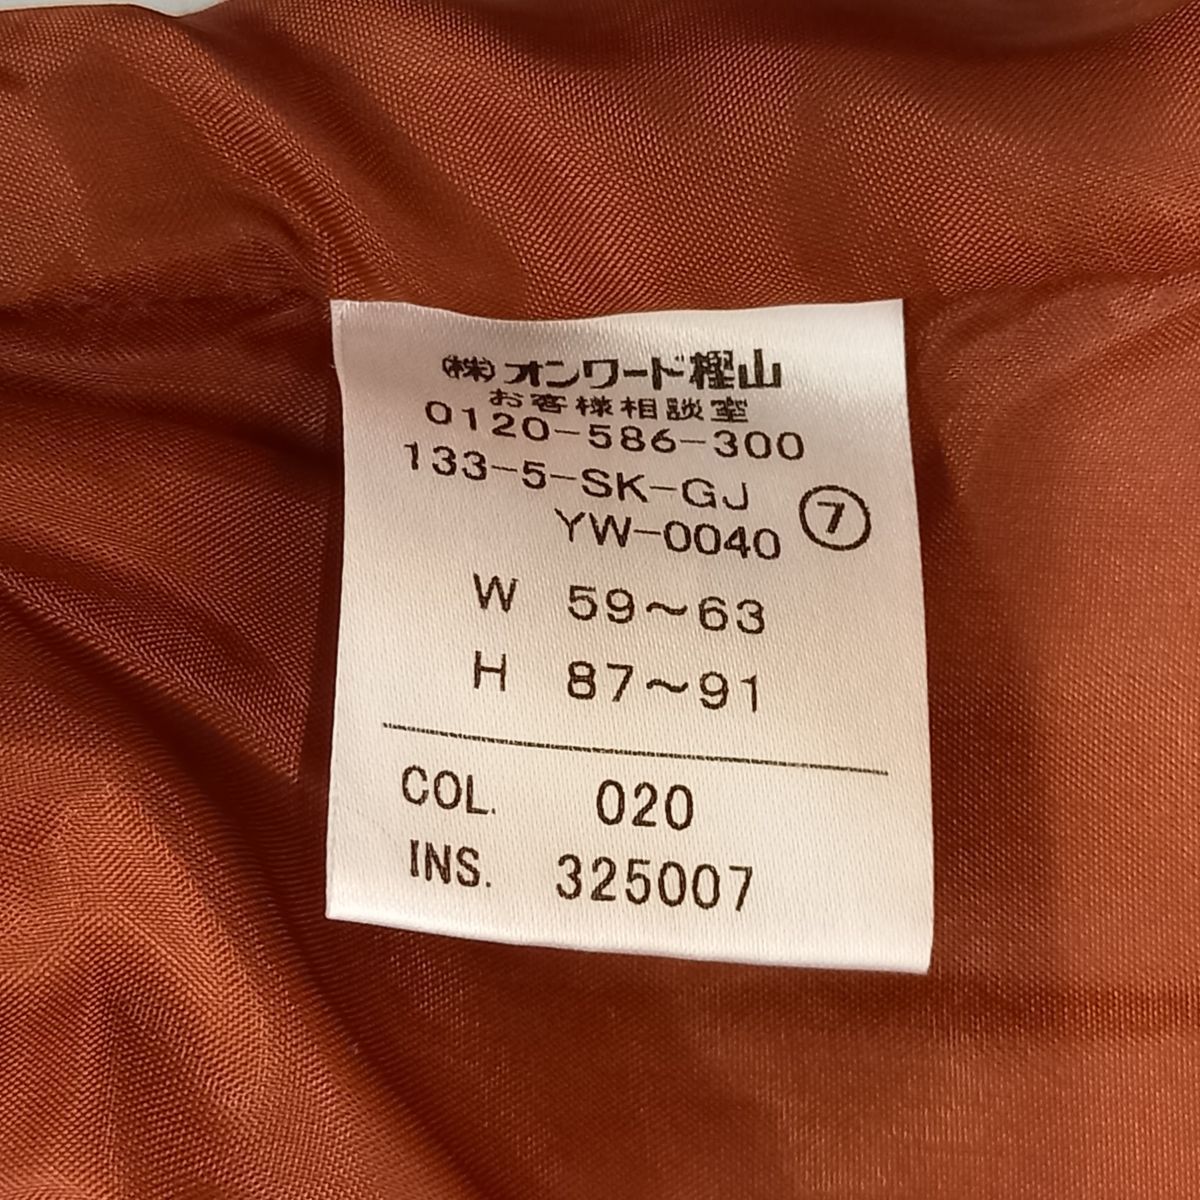 (株)オンワード樫山
お客様相談室
0120-586-300
133-5-SK-GJ
YW-0040 ⑦
W 59〜63
H 87〜91
COL. 020
INS. 325007